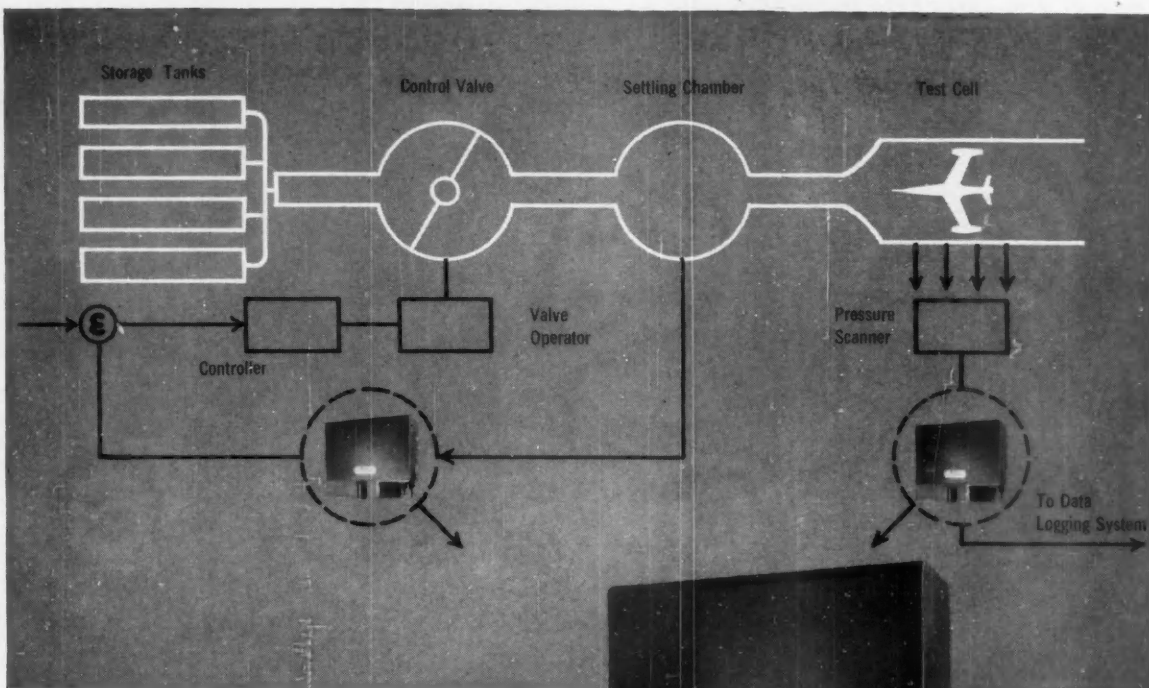 Storage Tanks
Control Valve
Settling Chamber
Test Cell
ε
Controller
Valve
Operator
Pressure
Scanner
To Data
Logging System